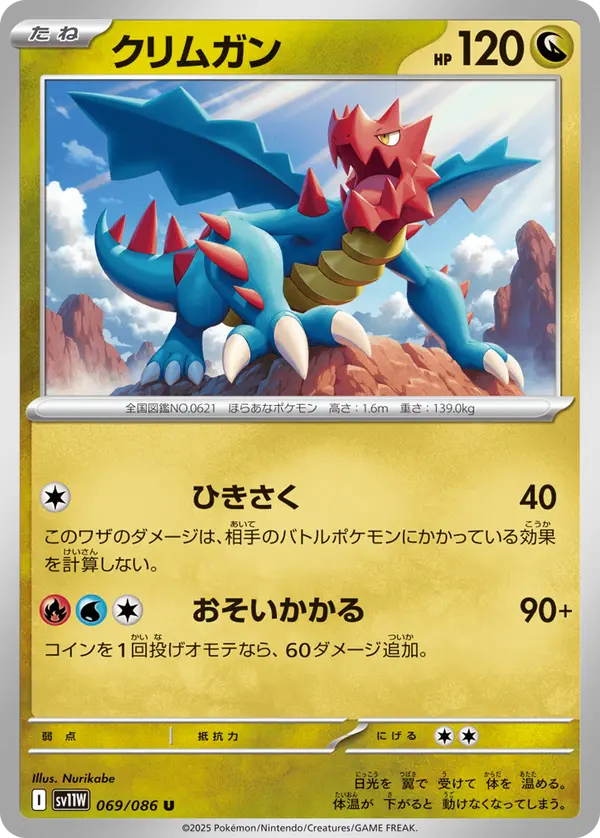 たね クリムガン HP 120
全国図鑑NO.0621 ほらあなポケモン 高さ:1.6m 重さ:139.0kg
ひきさく 40
このワザのダメージは、相手のバトルポケモンにかかっている効果
を計算しない。
おそいかかる 90+
コインを1回投げオモテなら、60ダメージ追加。
弱点 抵抗力 にげる
Illus. Nurikabe
I sv11W 069/086 U
日光を 翼で 受けて 体を 温める。
体温が 下がると 動けなくなってしまう。
©2025 Pokémon/Nintendo/Creatures/GAME FREAK.